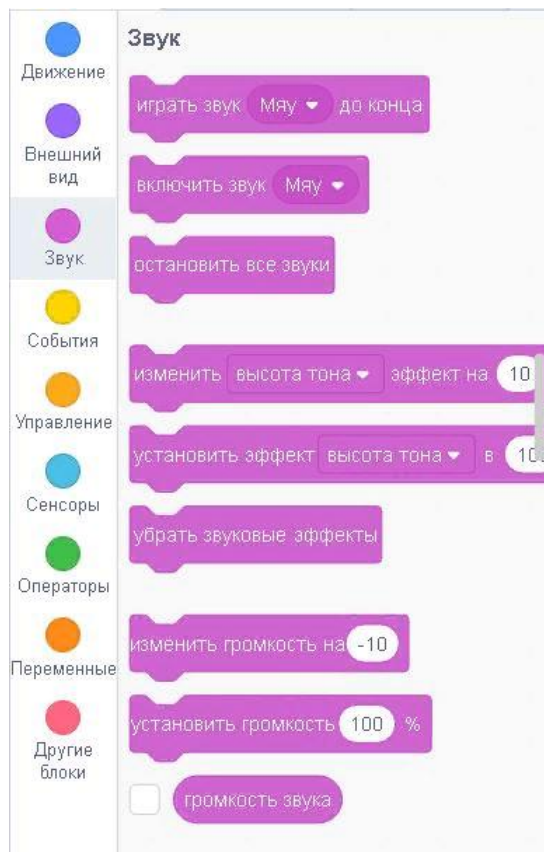 Движение
Внешний
вид
Звук
События
Управление
Сенсоры
Операторы
Переменные
Другие
блоки
Звук
играть звук Мяу до конца
включить звук Мяу
остановить все звуки
изменить высота тона эффект на 10
установить эффект высота тона в 100
убрать звуковые эффекты
изменить громкость на -10
установить громкость 100 %
громкость звука